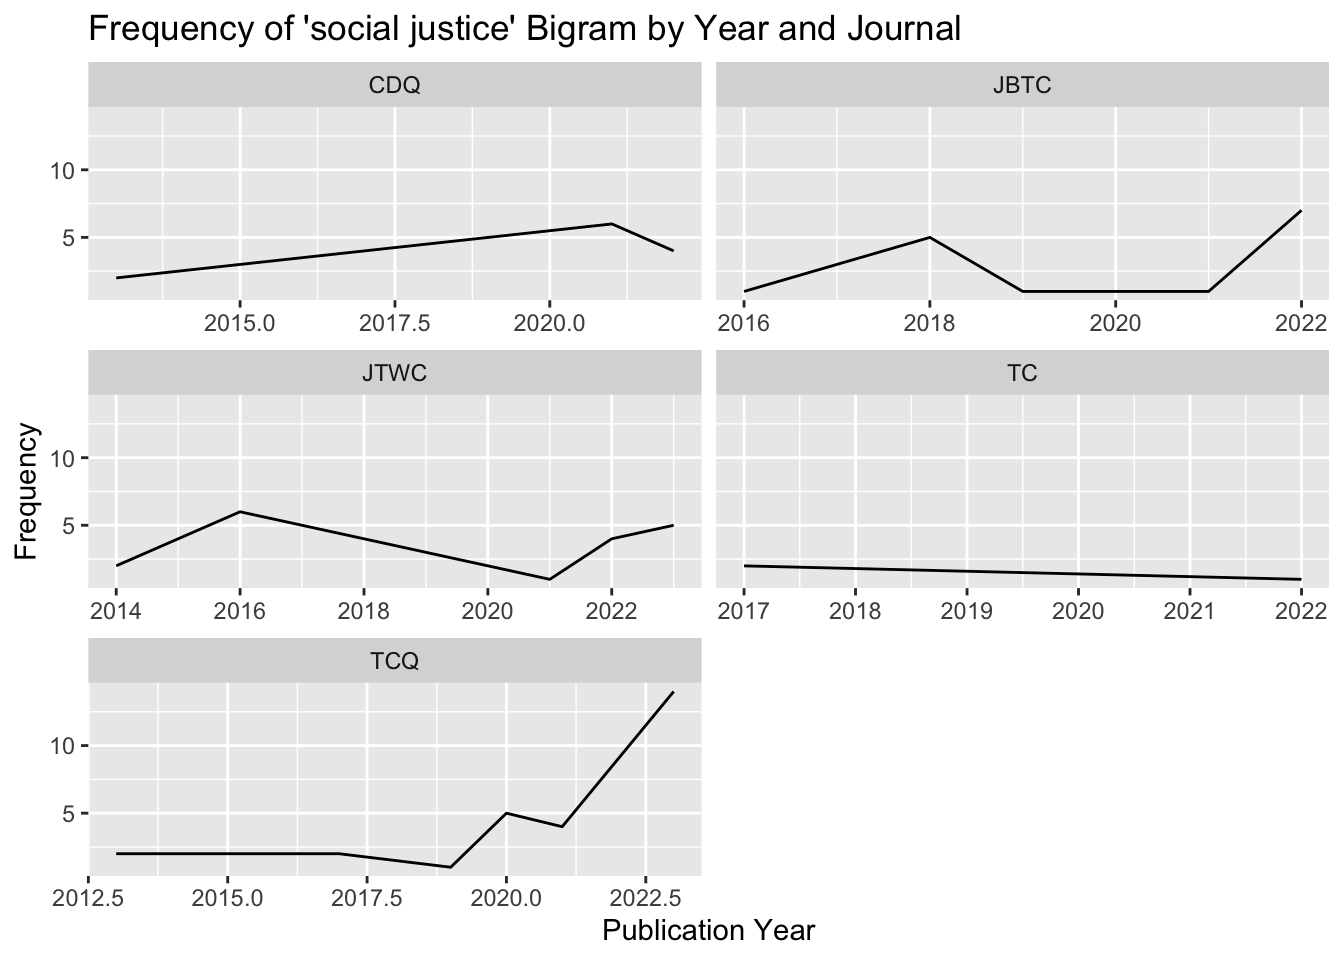 Frequency of 'social justice' Bigram by Year and Journal
CDQ
JBTC
10
5
2015.0 2017.5 2020.0
2016 2018 2020 2022
JTWC
TC
Frequency
10
5
2014 2016 2018 2020 2022
2017 2018 2019 2020 2021 2022
TCQ
10
5
2012.5 2015.0 2017.5 2020.0 2022.5
Publication Year